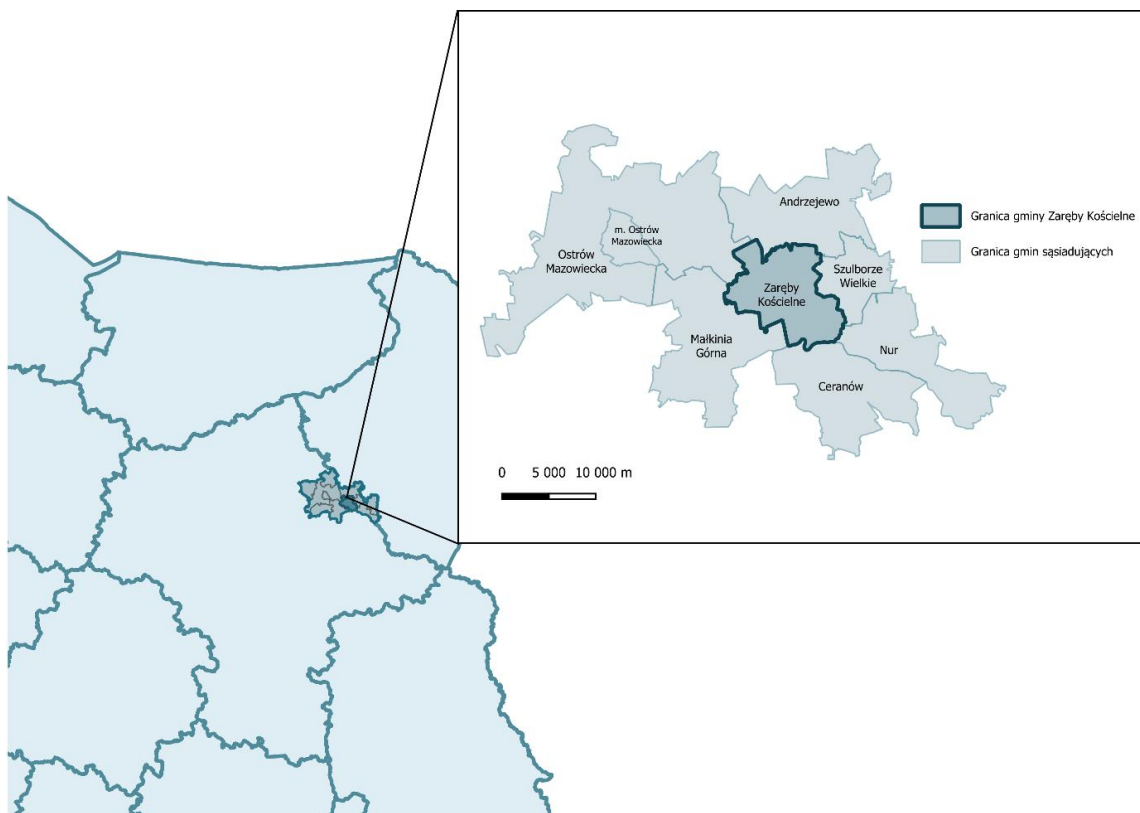 Andrzejewo
Granica gminy Zaręby Kościelne
m. Ostrów
Mazowiecka
Ostrów
Mazowiecka
Granica gmin sąsiadujących
Szulborze
Wielkie
Zaręby
Kościelne
Małkinia
Górna
Nur
Ceranów
0 5 000 10 000 m